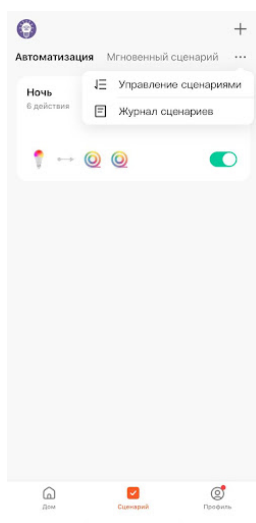 +
Автоматизация Мгновенный сценарий ...
Управление сценариями
Ночь
6 действия
Журнал сценариев
Дом Сценарий Профиль